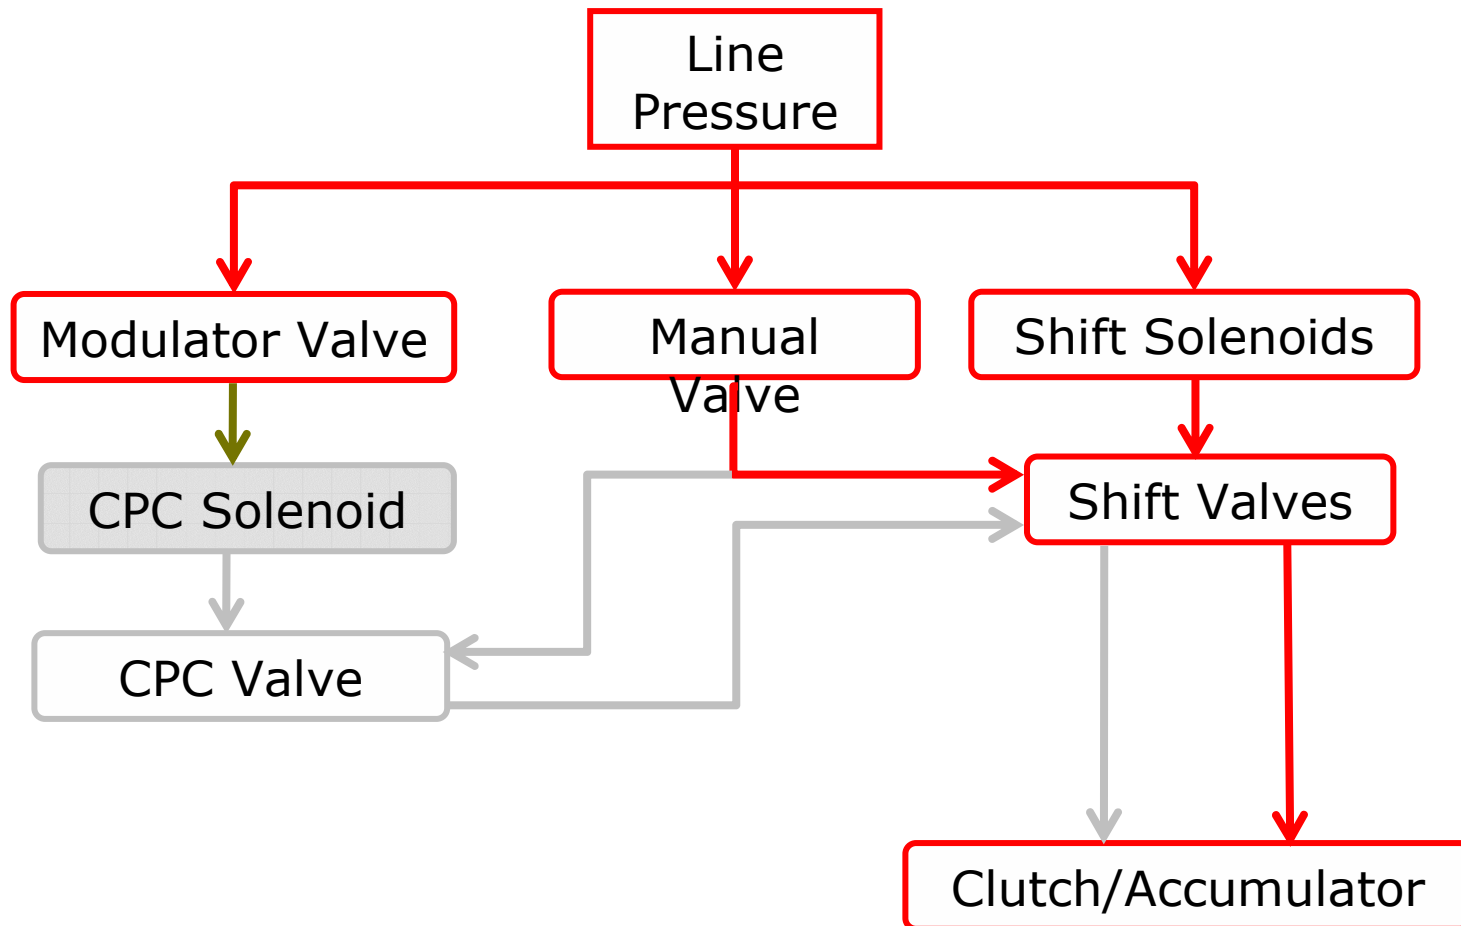 Line
Pressure
Modulator Valve
Manual
Valve
Shift Solenoids
CPC Solenoid
Shift Valves
CPC Valve
Clutch/Accumulator